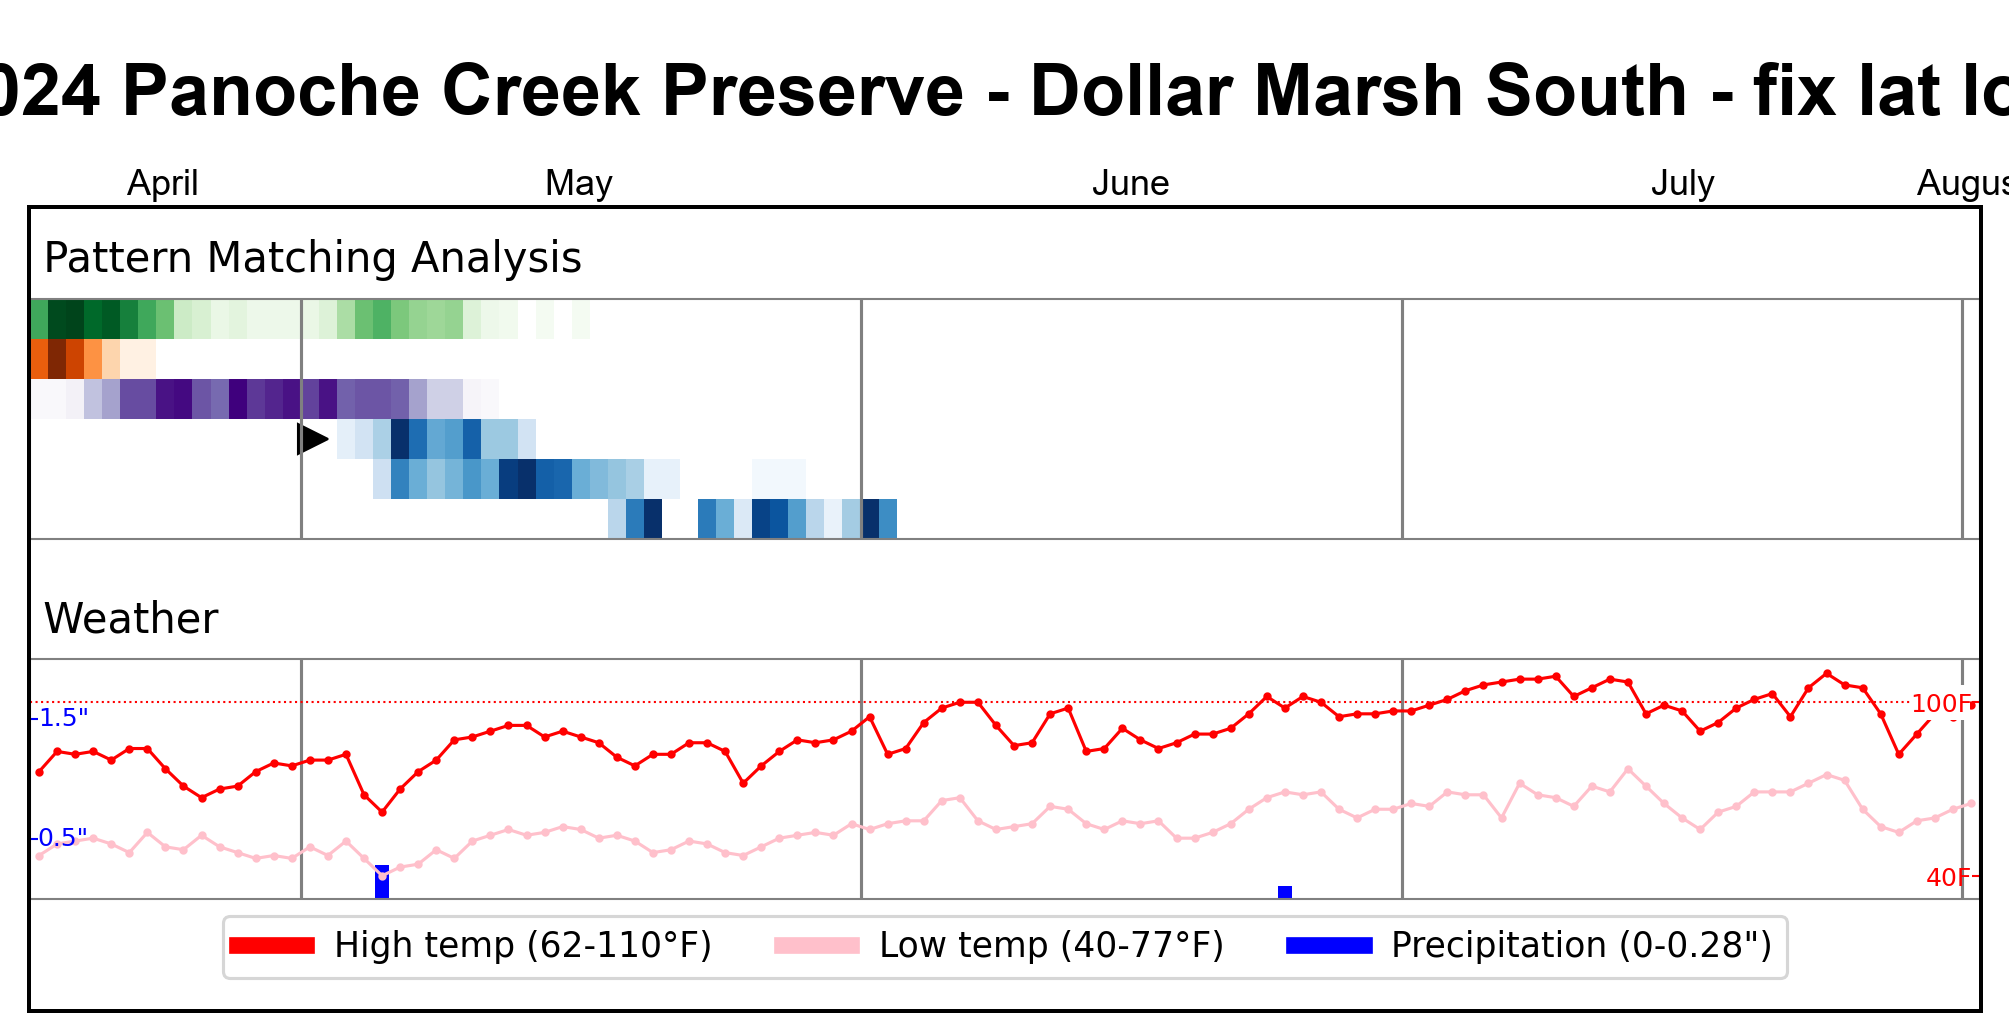 024 Panoche Creek Preserve - Dollar Marsh South - fix lat lo
April May June July Augus
Pattern Matching Analysis
Weather
1.5"
100F
0.5"
40F
High temp (62-110°F) Low temp (40-77°F) Precipitation (0-0.28")